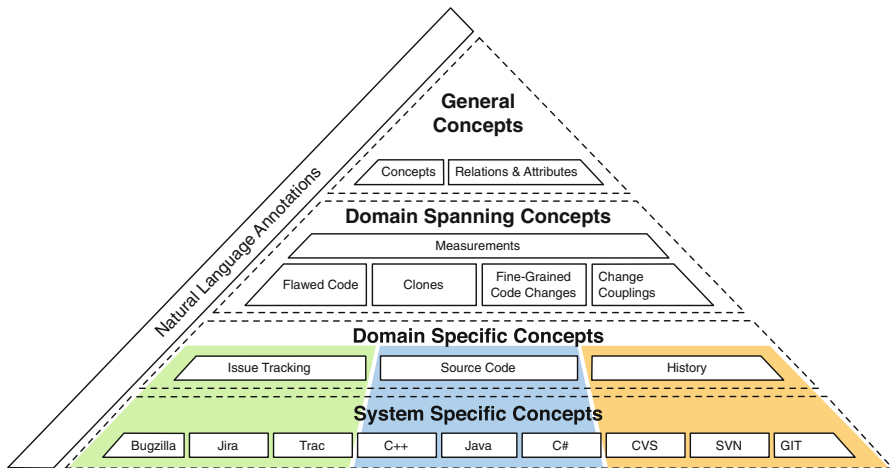 General
Concepts
Concepts
Relations & Attributes
Natural Language Annotations
Domain Spanning Concepts
Measurements
Flawed Code
Clones
Fine-Grained
Code Changes
Change
Couplings
Domain Specific Concepts
Issue Tracking
Source Code
History
System Specific Concepts
Bugzilla
Jira
Trac
C++
Java
C#
CVS
SVN
GIT